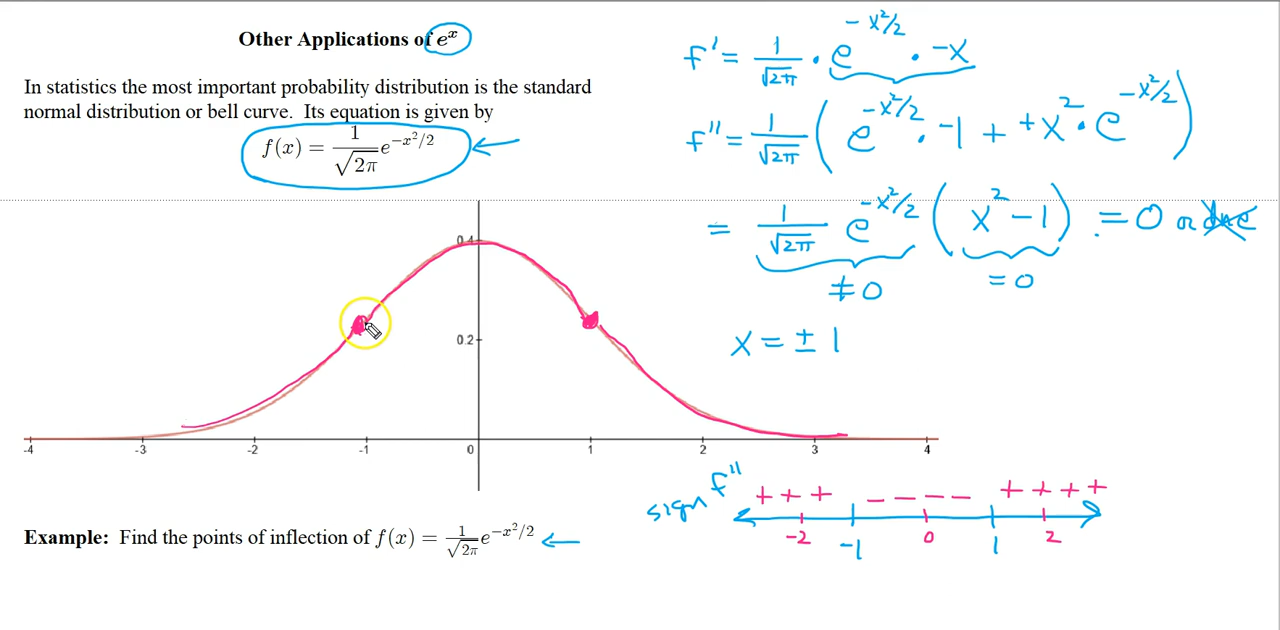 Other Applications of eˣ
In statistics the most important probability distribution is the standard
normal distribution or bell curve. Its equation is given by
f(x) = 1/√2π e^(−x²/2)
f' = 1/√2π · e^(−x²/2) · −x
f'' = 1/√2π ( e^(−x²/2) · −1 + +x² · e^(−x²/2) )
= 1/√2π e^(−x²/2) ( x² − 1 ) = 0 or dne
≠ 0 = 0
x = ± 1
0.4
0.2
-4 -3 -2 -1 0 1 2 3 4
sign f'' + + + − − − − + + + +
-2 -1 0 1 2
Example: Find the points of inflection of f(x) = 1/√2π e^(−x²/2)